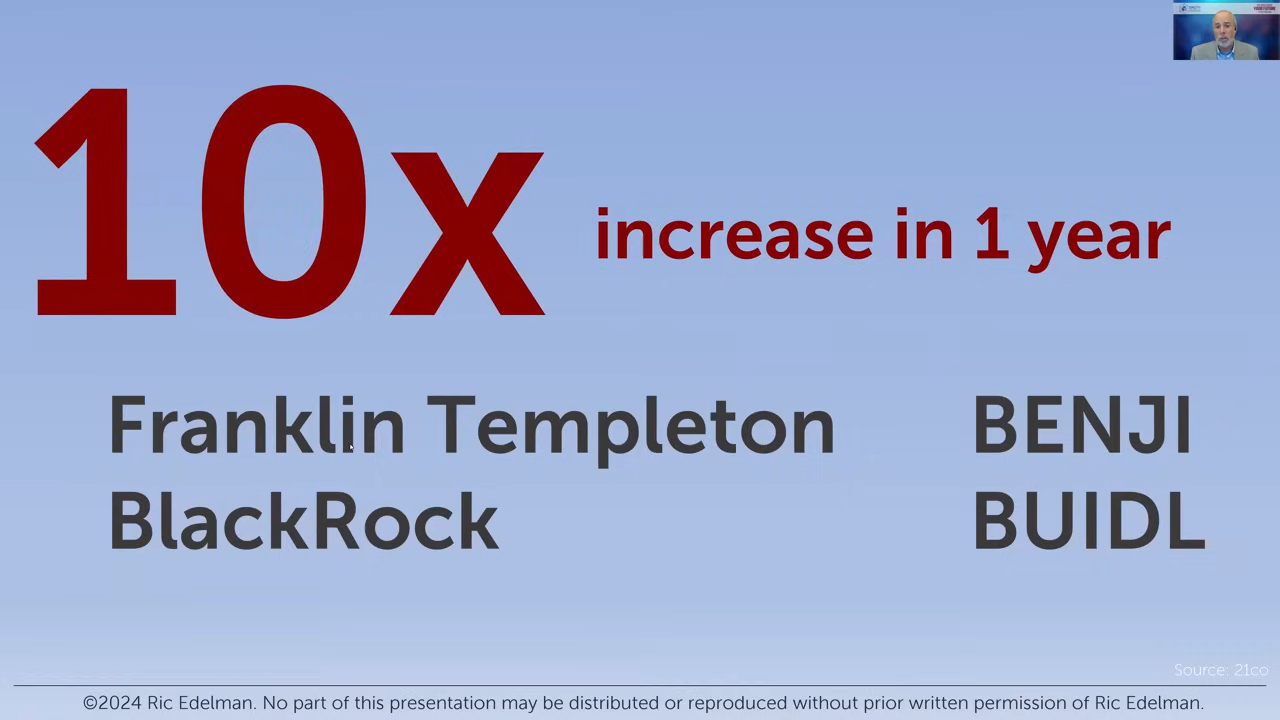 10x increase in 1 year
Franklin Templeton BENJI
BlackRock BUIDL
Source: 21co
©2024 Ric Edelman. No part of this presentation may be distributed or reproduced without prior written permission of Ric Edelman.